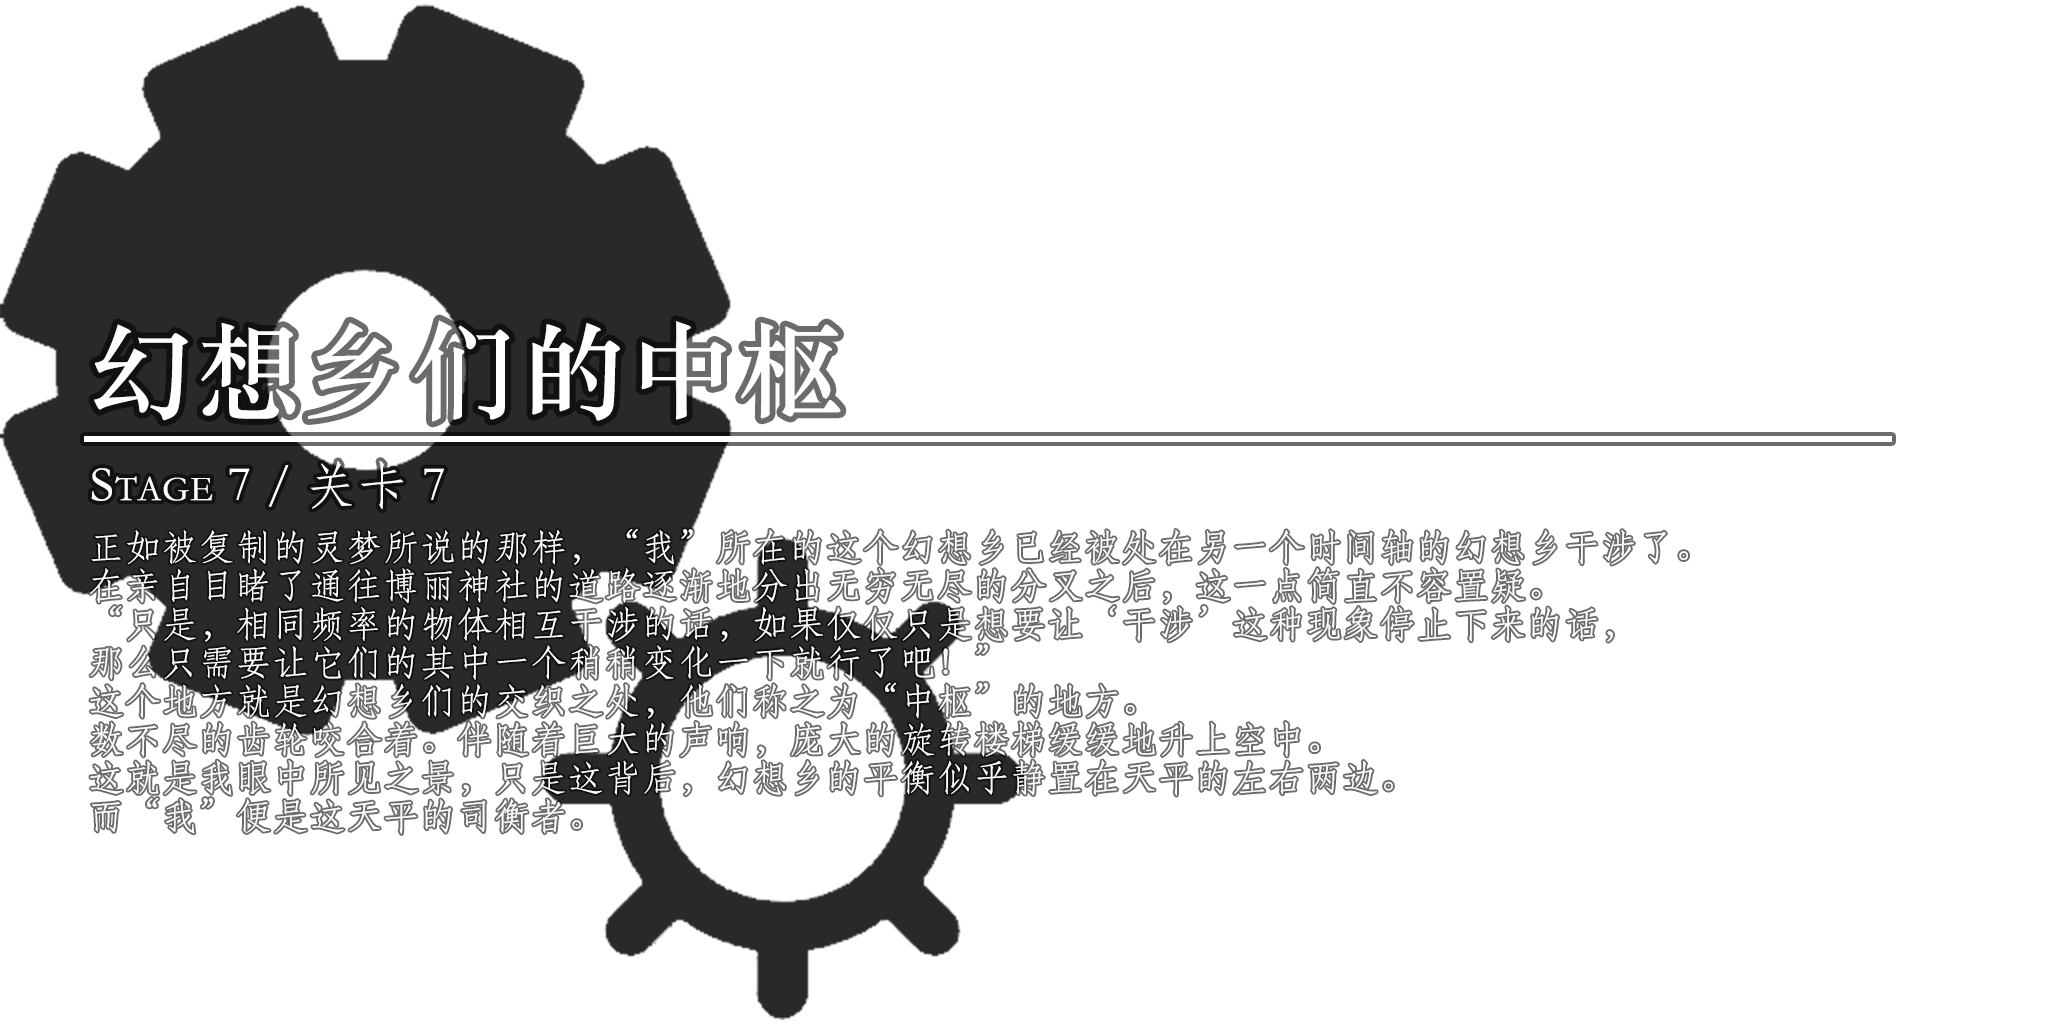 幻想乡们的中枢
STAGE 7 / 关卡 7
正如被复制的灵梦所说的那样，“我”所在的这个幻想乡已经被处在另一个时间轴的幻想乡干涉了。
在亲自目睹了通往博丽神社的道路逐渐地分出无穷无尽的分叉之后，这一点简直不容置疑。
“只是，相同频率的物体相互干涉的话，如果仅仅只是想要让‘干涉’这种现象停止下来的话，
那么只需要让它们的其中一个稍稍变化一下就行了吧！”
这个地方就是幻想乡们的交织之处，他们称之为“中枢”的地方。
数不尽的齿轮咬合着。伴随着巨大的声响，庞大的旋转楼梯缓缓地升上空中。
这就是我眼中所见之景，只是这背后，幻想乡的平衡似乎静置在天平的左右两边。
而“我”便是这天平的司衡者。